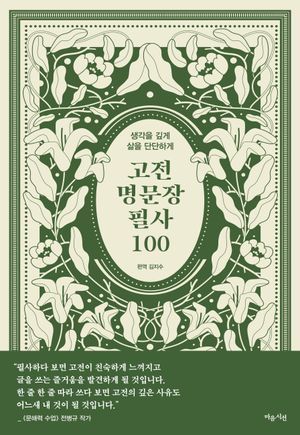 생각을 깊게
삶을 단단하게
고전
명문장
필사
100
편역 김지수
"필사하다 보면 고전이 친숙하게 느껴지고
글을 쓰는 즐거움을 발견하게 될 것입니다.
한 줄 한 줄 따라 쓰다 보면 고전의 깊은 사유도
어느새 내 것이 될 것입니다."
_ 《문해력 수업》 전병규 작가
마음시선